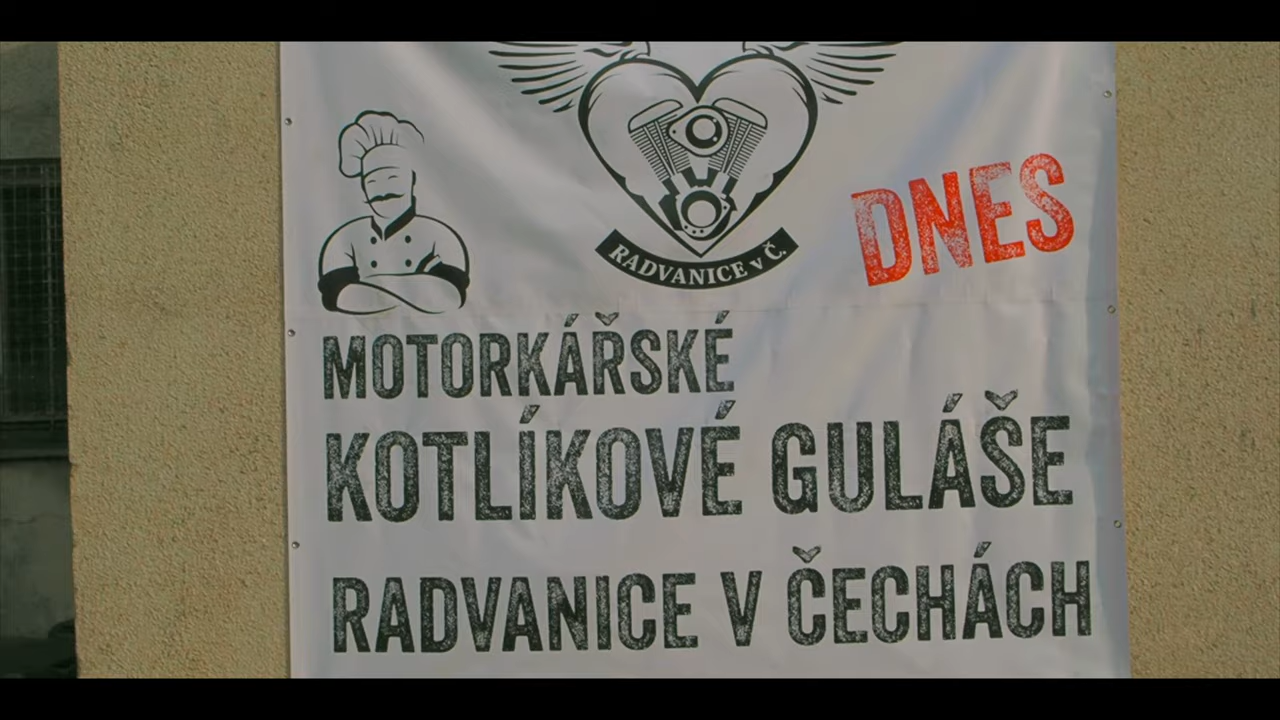 RADVANICE v Č.
DNES
MOTORKÁŘSKÉ
KOTLÍKOVÉ GULÁŠE
RADVANICE V ČECHÁCH